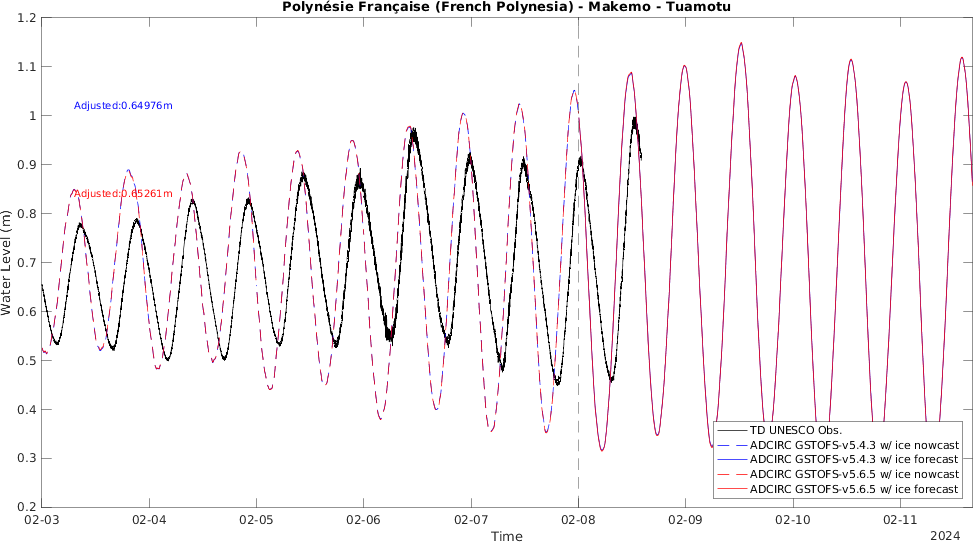 Polynésie Française (French Polynesia) - Makemo - Tuamotu
1.2
1.1
1
0.9
0.8
0.7
0.6
0.5
0.4
0.3
0.2
Water Level (m)
Adjusted:0.64976m
Adjusted:0.65261m
TD UNESCO Obs.
ADCIRC GSTOFS-v5.4.3 w/ ice nowcast
ADCIRC GSTOFS-v5.4.3 w/ ice forecast
ADCIRC GSTOFS-v5.6.5 w/ ice nowcast
ADCIRC GSTOFS-v5.6.5 w/ ice forecast
02-03 02-04 02-05 02-06 02-07 02-08 02-09 02-10 02-11
Time
2024